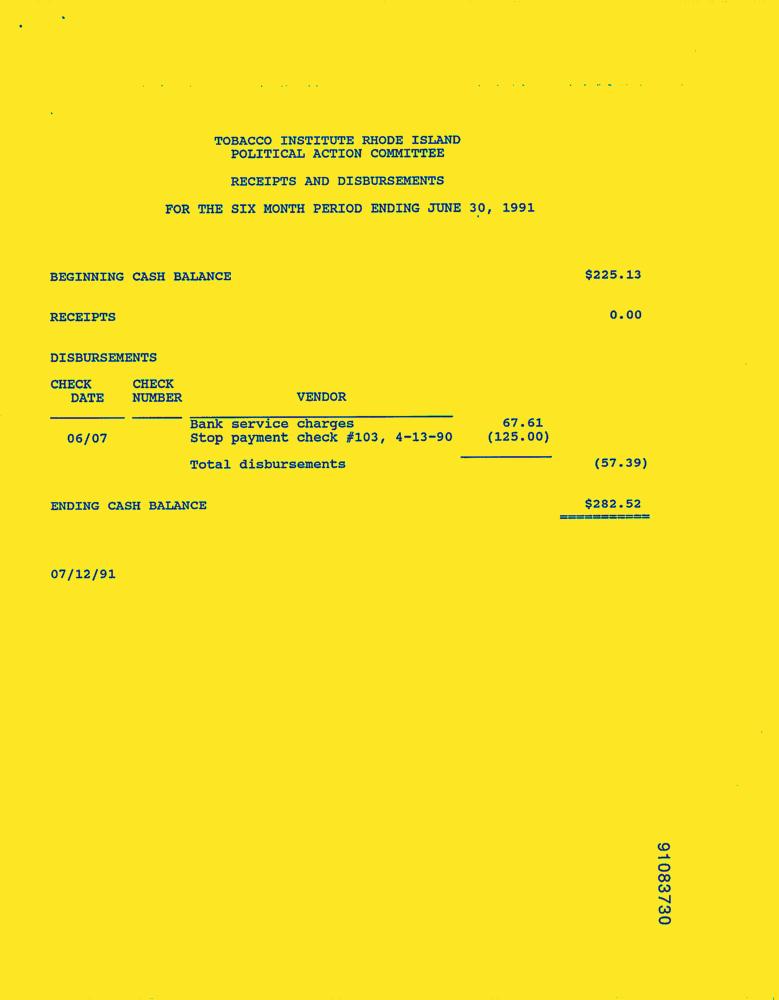 TOBACCO INSTITUTE RHODE ISLAND
POLITICAL ACTION COMMITTEE
RECEIPTS AND DISBURSEMENTS
FOR THE SIX MONTH PERIOD ENDING JUNE 30, 1991
BEGINNING CASH BALANCE $225.13
RECEIPTS 0.00
DISBURSEMENTS
CHECK CHECK
DATE NUMBER VENDOR
Bank service charges 67.61
06/07 Stop payment check #103, 4-13-90 (125.00)
Total disbursements (57.39)
ENDING CASH BALANCE $282.52
07/12/91
91083730